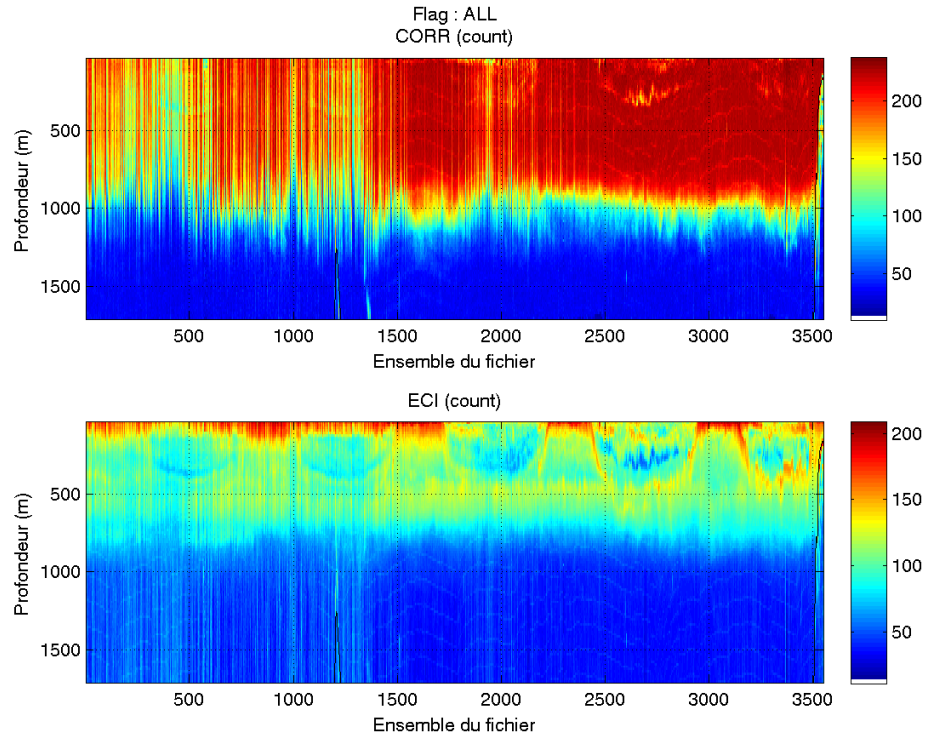 Flag : ALL
CORR (count)
Profondeur (m)
500
1000
1500
500 1000 1500 2000 2500 3000 3500
Ensemble du fichier
200
150
100
50
ECI (count)
Profondeur (m)
500
1000
1500
500 1000 1500 2000 2500 3000 3500
Ensemble du fichier
200
150
100
50